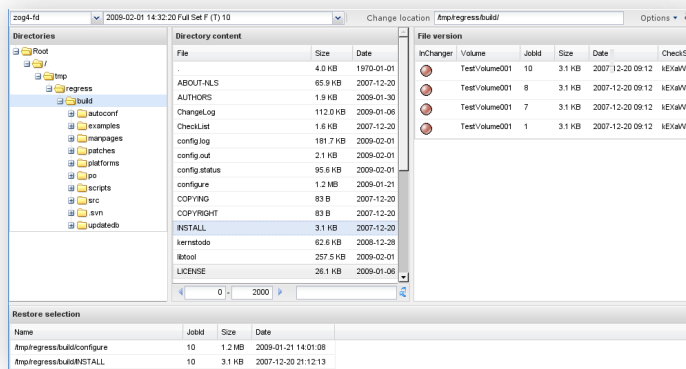 zog4-fd 2009-02-01 14:32:20 Full Set F (T) 10 Change location /tmp/regress/build/ Options
Directories
Root
/
tmp
regress
build
autoconf
examples
manpages
patches
platforms
po
scripts
src
.svn
updatedb
Directory content
File Size Date
. 4.0 KB 1970-01-01
ABOUT-NLS 65.9 KB 2007-12-20
AUTHORS 1.9 KB 2009-01-30
ChangeLog 112.0 KB 2009-01-06
CheckList 1.6 KB 2007-12-20
config.log 181.7 KB 2009-02-01
config.out 2.1 KB 2009-02-01
config.status 95.6 KB 2009-02-01
configure 1.2 MB 2009-01-21
COPYING 83 B 2007-12-20
COPYRIGHT 83 B 2007-12-20
INSTALL 3.1 KB 2007-12-20
kernstodo 62.6 KB 2008-12-28
libtool 257.5 KB 2009-02-01
LICENSE 26.1 KB 2009-01-06
0 - 2000
File version
InChanger Volume JobId Size Date CheckS
TestVolume001 10 3.1 KB 2007-12-20 09:12 kEXaW
TestVolume001 8 3.1 KB 2007-12-20 09:12 kEXaW
TestVolume001 7 3.1 KB 2007-12-20 09:12 kEXaW
TestVolume001 1 3.1 KB 2007-12-20 09:12 kEXaW
Restore selection
Name JobId Size Date
/tmp/regress/build/configure 10 1.2 MB 2009-01-21 14:01:08
/tmp/regress/build/INSTALL 10 3.1 KB 2007-12-20 21:12:13